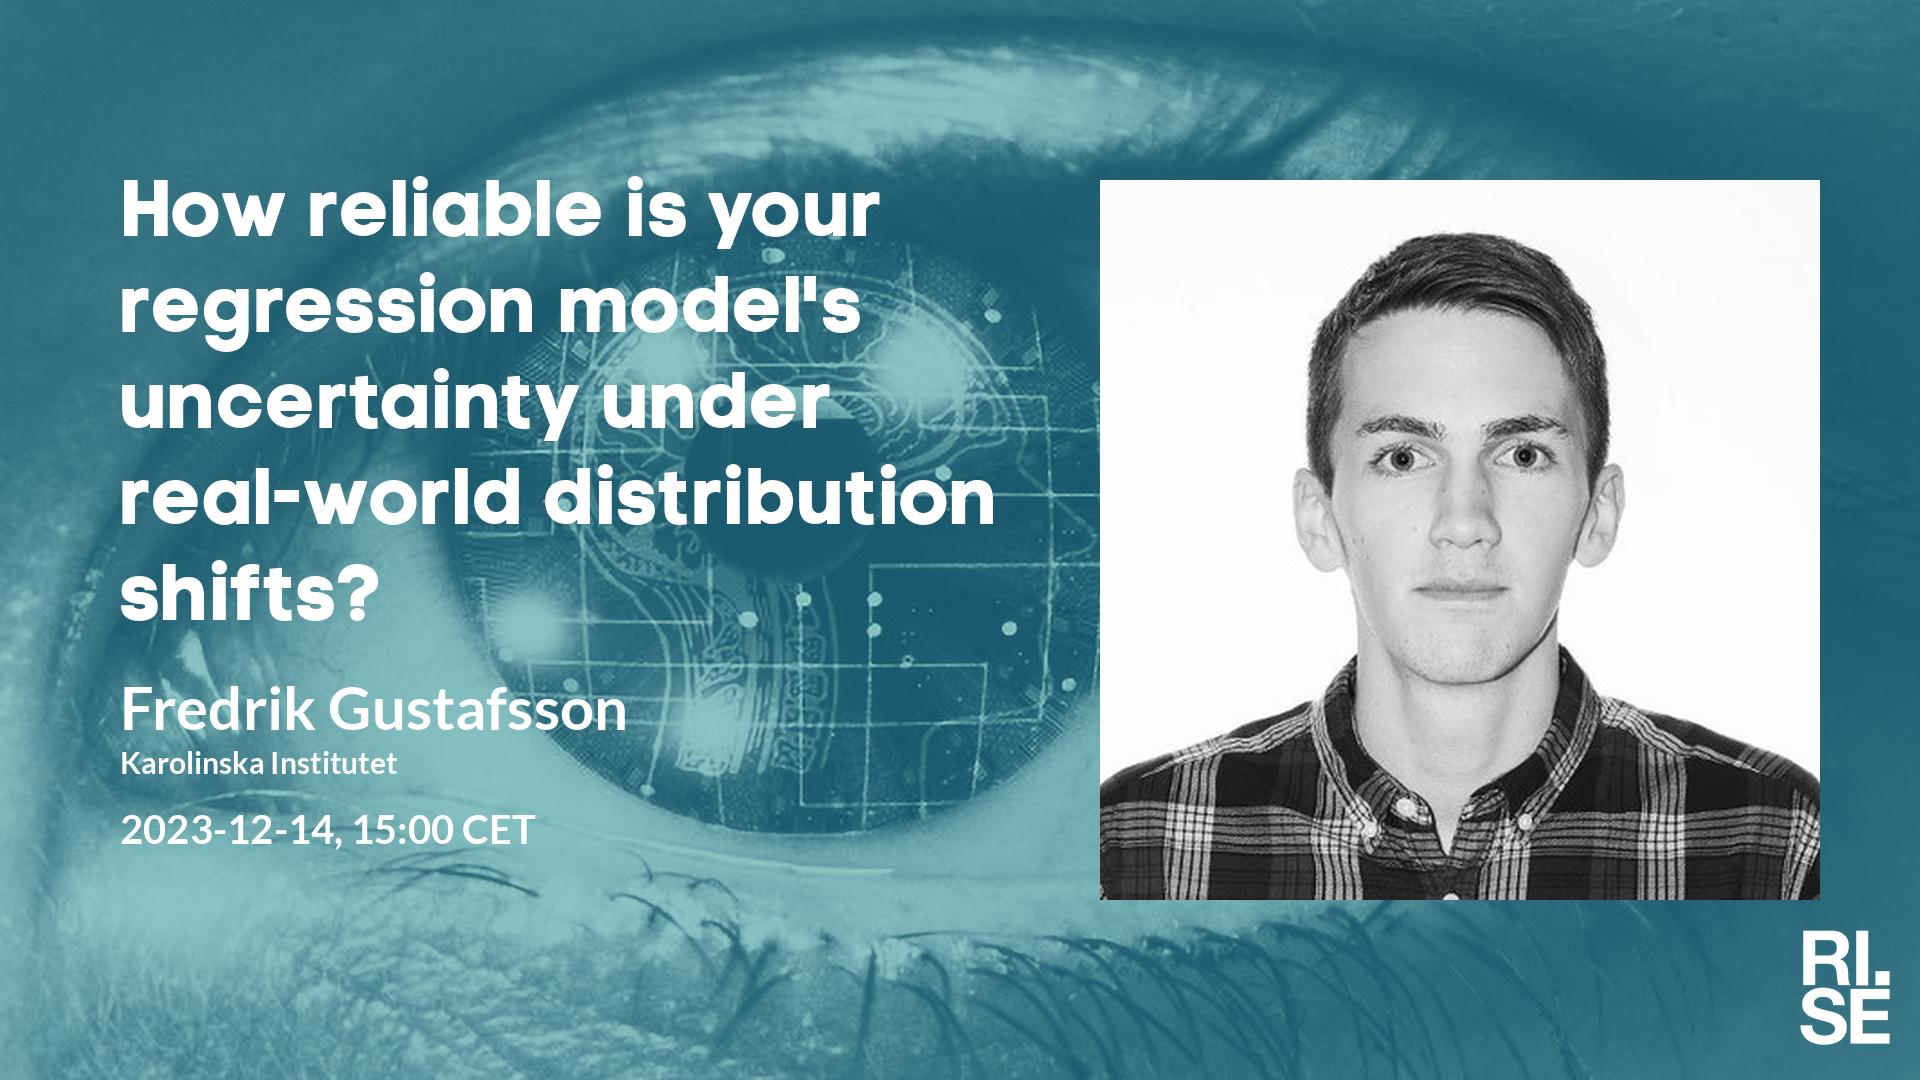 How reliable is your
regression model's
uncertainty under
real-world distribution
shifts?
Fredrik Gustafsson
Karolinska Institutet
2023-12-14, 15:00 CET
RI.
SE